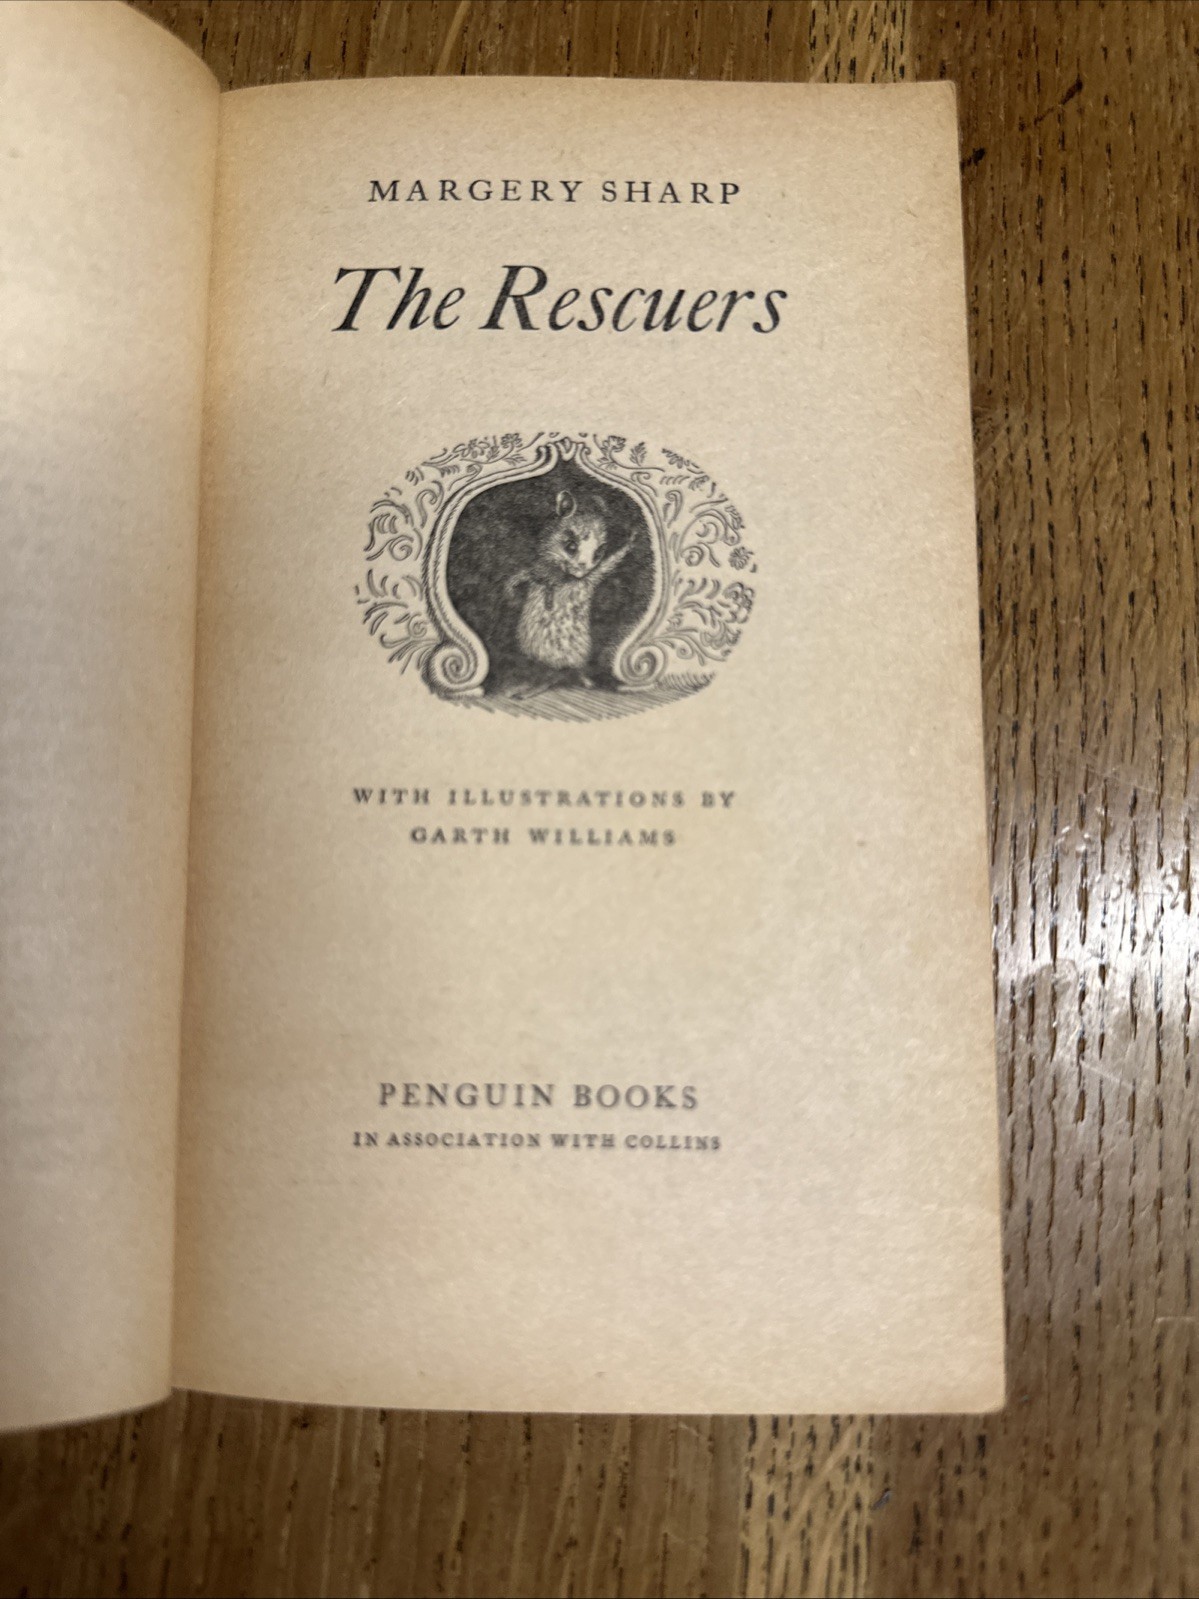 MARGERY SHARP
The Rescuers
WITH ILLUSTRATIONS BY
GARTH WILLIAMS
PENGUIN BOOKS
IN ASSOCIATION WITH COLLINS